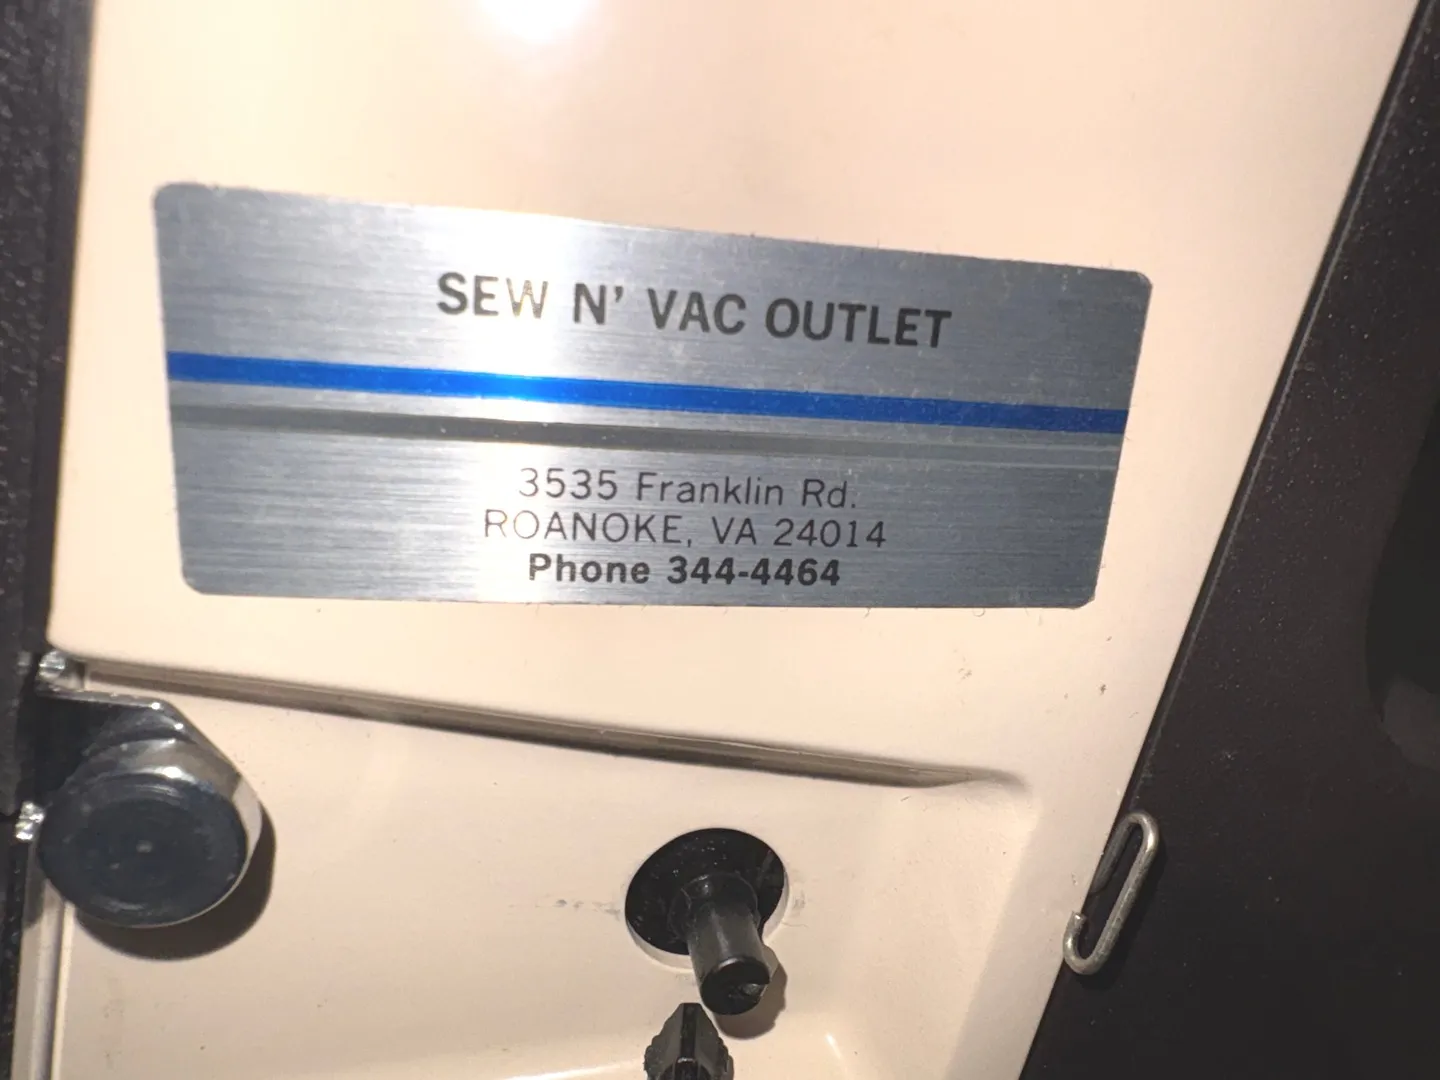 SEW N' VAC OUTLET
3535 Franklin Rd.
ROANOKE, VA 24014
Phone 344-4464